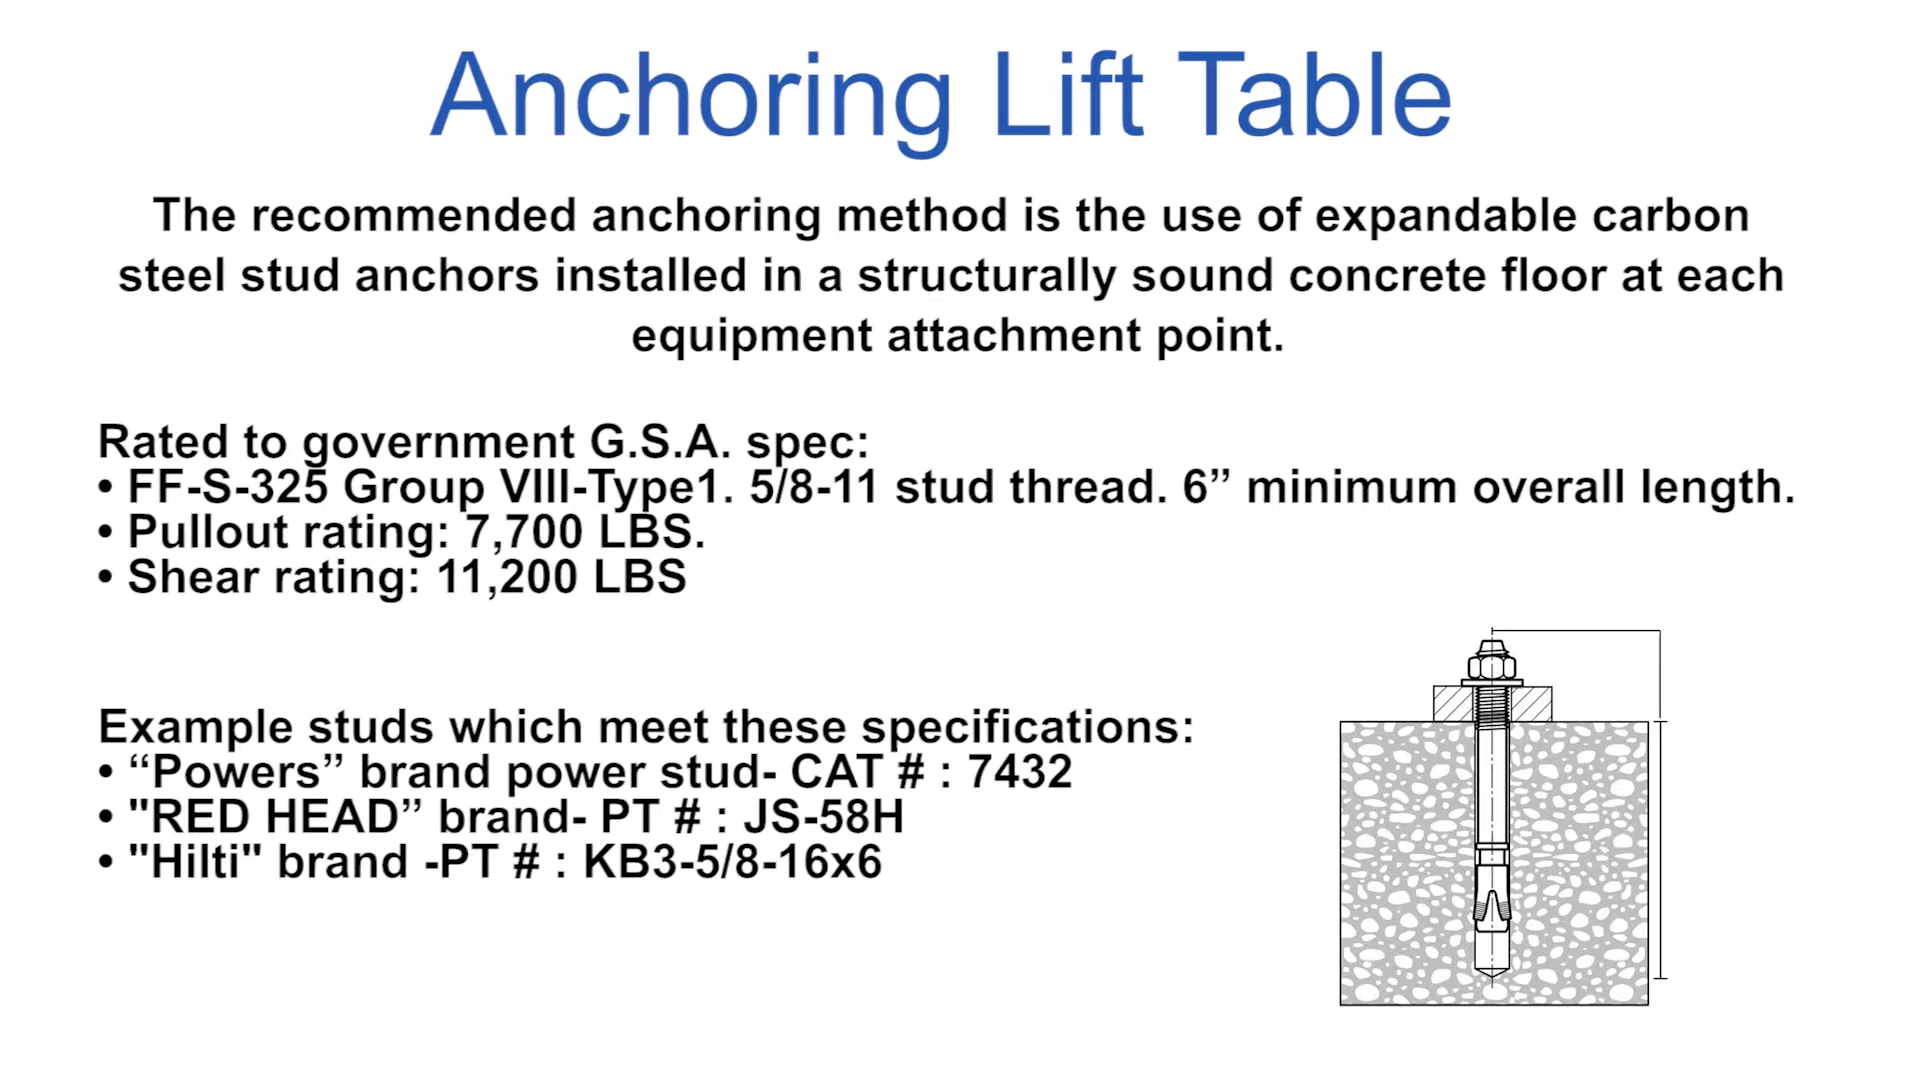 Anchoring Lift Table
The recommended anchoring method is the use of expandable carbon
steel stud anchors installed in a structurally sound concrete floor at each
equipment attachment point.
Rated to government G.S.A. spec:
• FF-S-325 Group VIII-Type1. 5/8-11 stud thread. 6” minimum overall length.
• Pullout rating: 7,700 LBS.
• Shear rating: 11,200 LBS
Example studs which meet these specifications:
• “Powers” brand power stud- CAT # : 7432
• "RED HEAD” brand- PT # : JS-58H
• "Hilti" brand -PT # : KB3-5/8-16x6